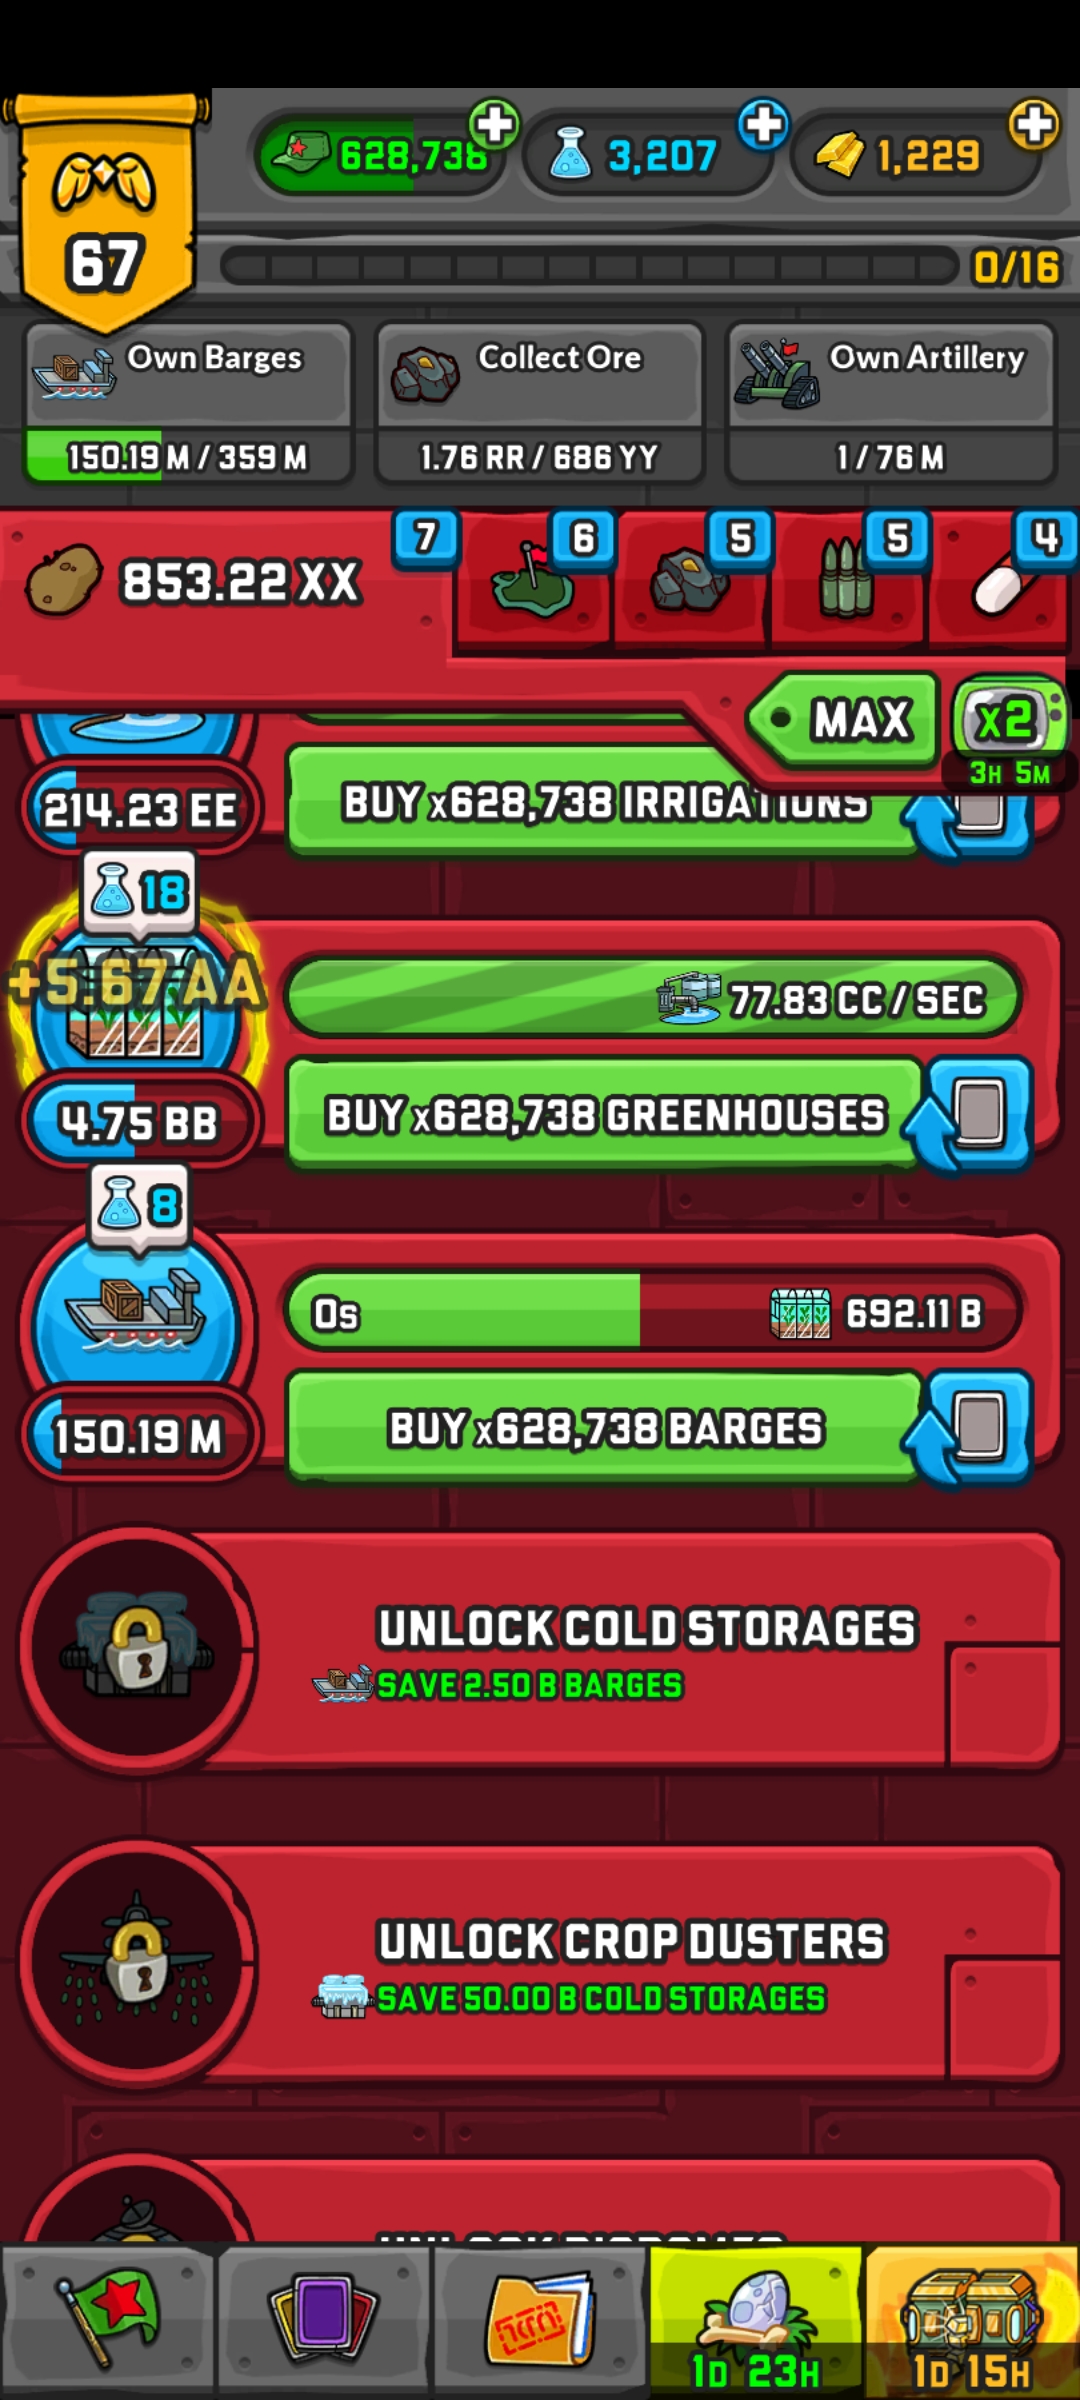 628,738
3,207
1,229
67
0/16
Own Barges
150.19 M / 359 M
Collect Ore
1.76 RR / 686 YY
Own Artillery
1 / 76 M
853.22 XX
7
6
5
5
4
MAX
x2
3H 5M
214.23 EE
BUY x628,738 IRRIGATIONS
18
+5.67 AA
77.83 CC / SEC
4.75 BB
BUY x628,738 GREENHOUSES
8
0s
692.11 B
150.19 M
BUY x628,738 BARGES
UNLOCK COLD STORAGES
SAVE 2.50 B BARGES
UNLOCK CROP DUSTERS
SAVE 50.00 B COLD STORAGES
1D 23H
1D 15H